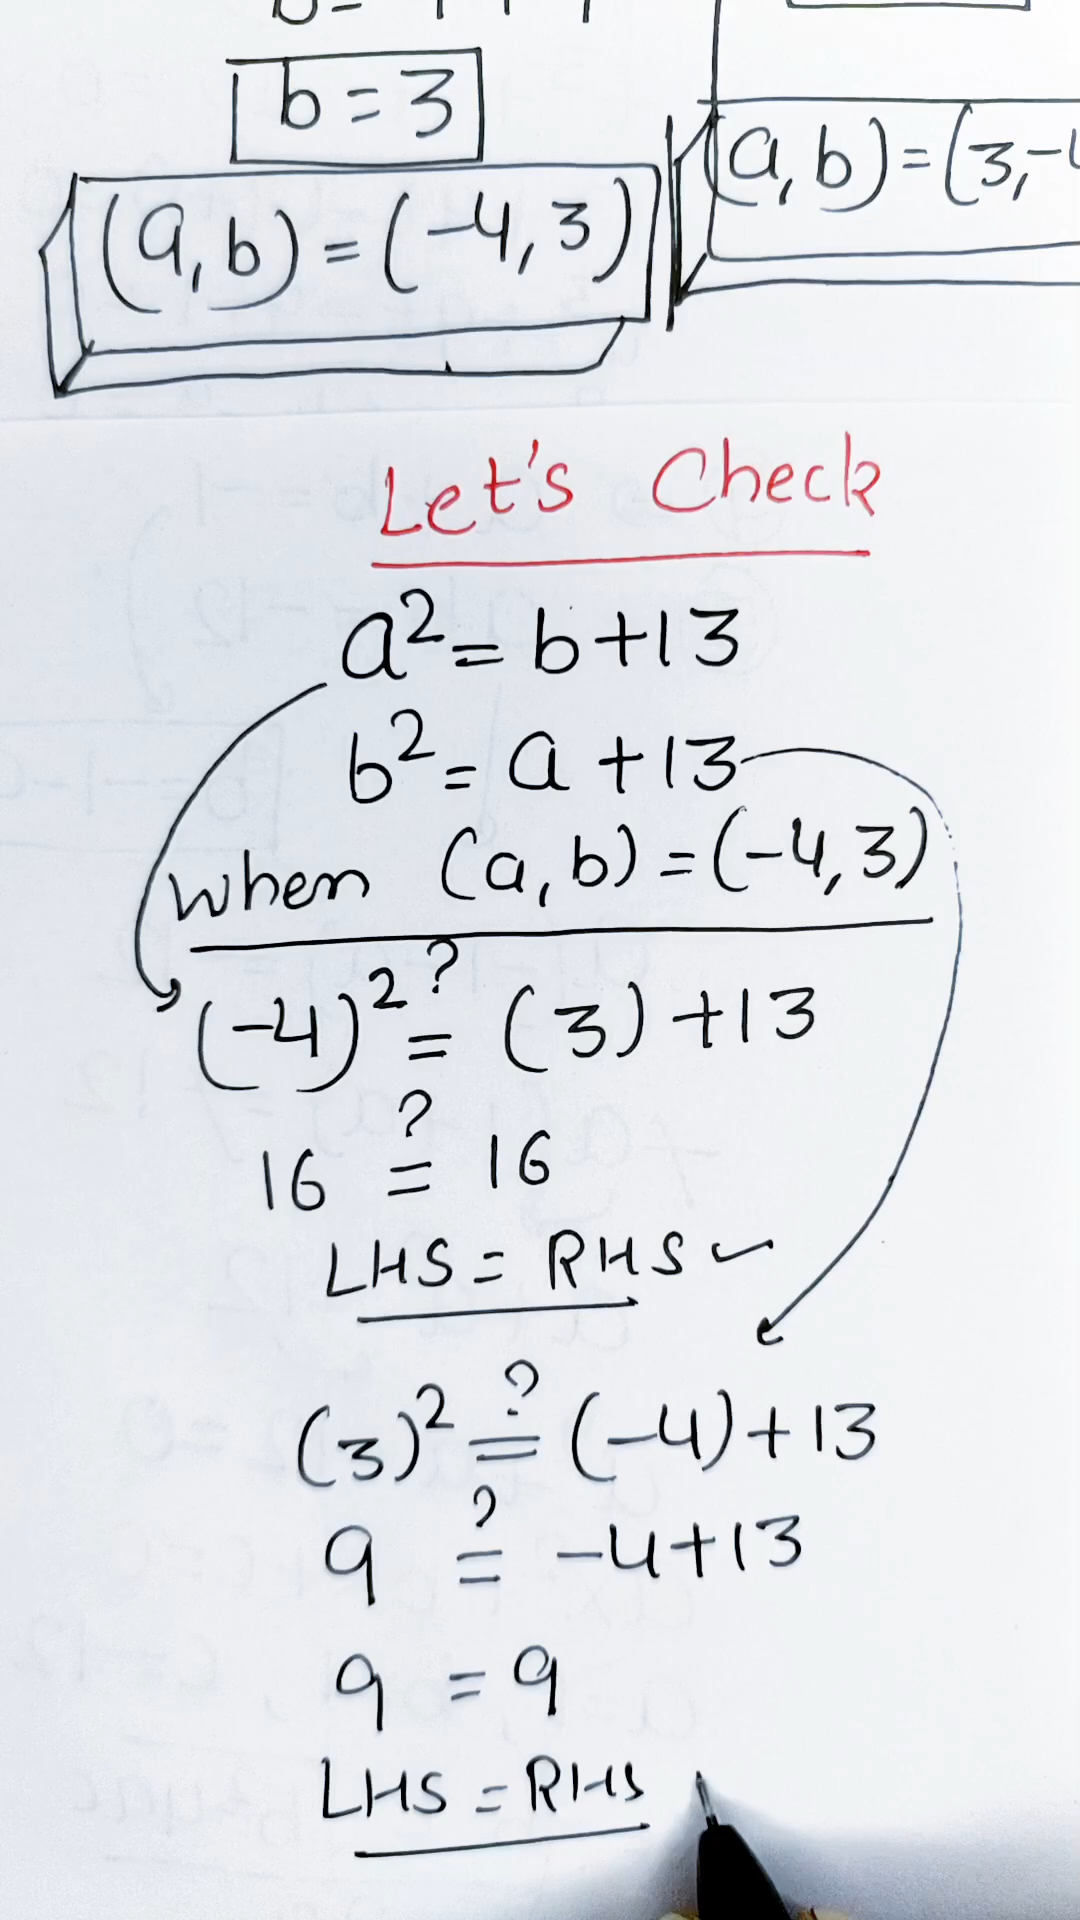 b = 3
(a, b) = (-4, 3)
(a, b) = (3, -4
Let's Check
a² = b + 13
b² = a + 13
when (a, b) = (-4, 3)
(-4)² ?= (3) + 13
16 ?= 16
LHS = RHS ✓
(3)² ?= (-4) + 13
9 ?= -4 + 13
9 = 9
LHS = RHS